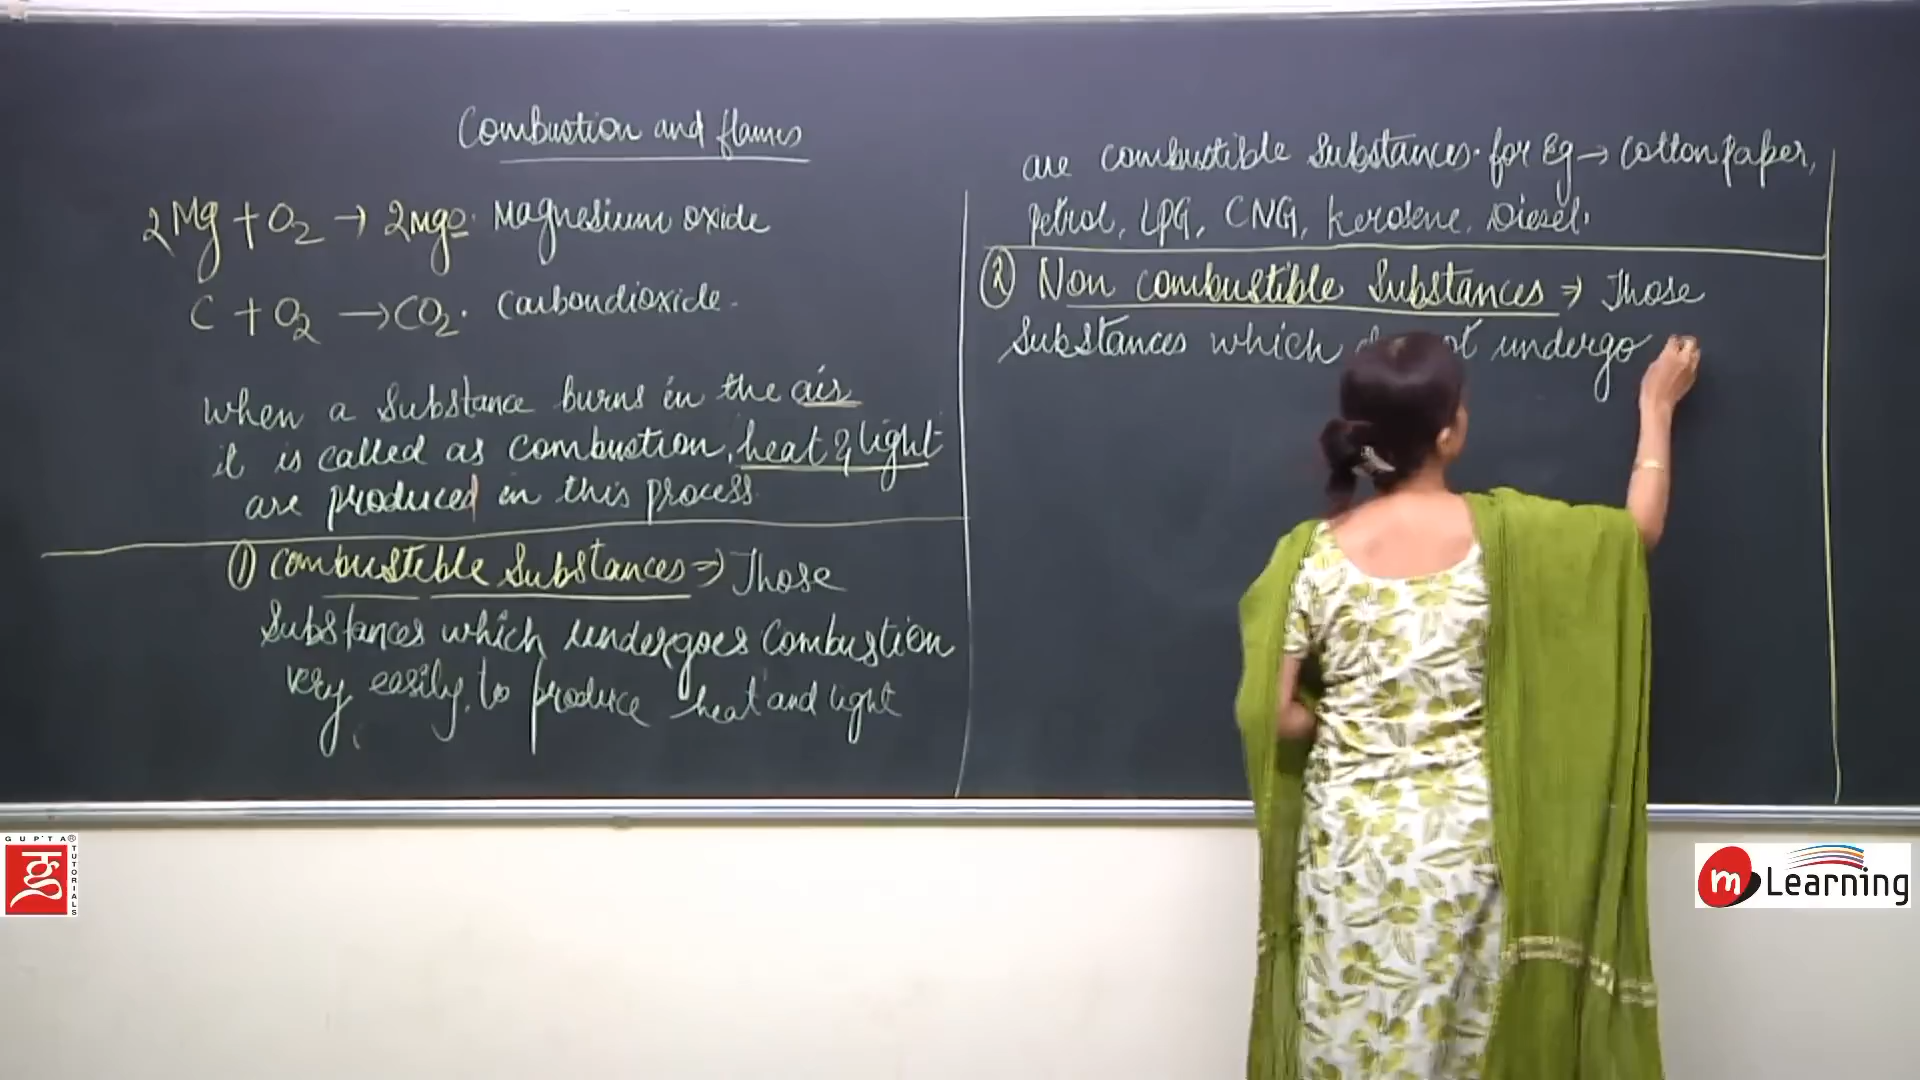 Combustion and flames
2Mg + O₂ → 2Mgo. Magnesium oxide
C + O₂ → CO₂. Carbondioxide.
when a substance burns in the air
it is called as combustion, heat & light
are produced in this process.
① Combustible Substances ⇒ Those
Substances which undergoes Combustion
very easily, to produce heat and light
are combustible Substances. for Eg → Cotton paper,
petrol, LPG, CNG, Kerosene, Diesel.
② Non combustible Substances ⇒ Those
Substances which undergo
GUPTA®
TUTORIALS
m Learning